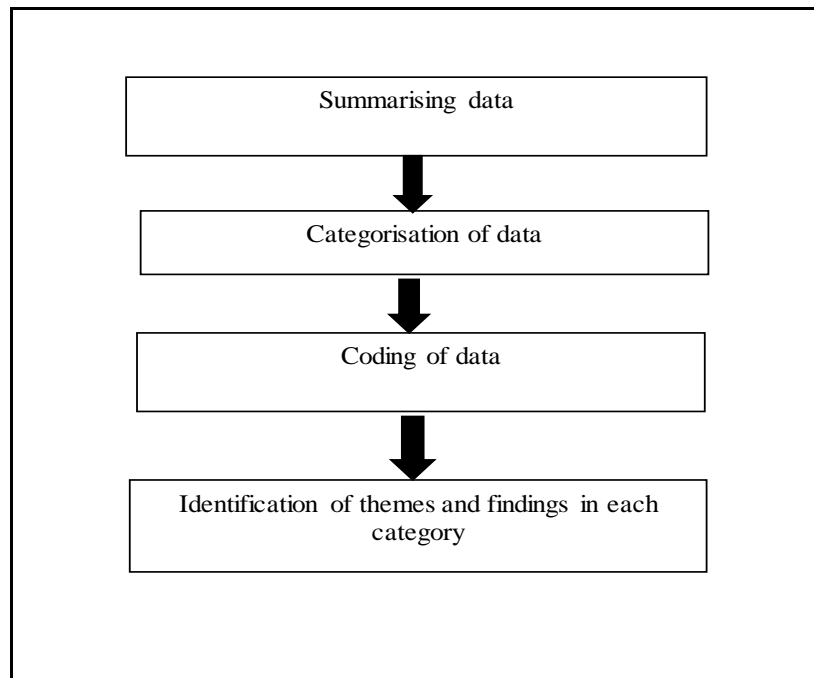 Summarising data
Categorisation of data
Coding of data
Identification of themes and findings in each
category